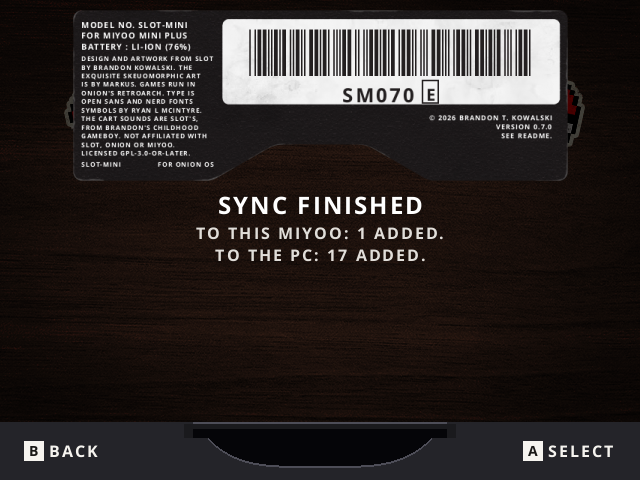 MODEL NO. SLOT-MINI
FOR MIYOO MINI PLUS
BATTERY : LI-ION (76%)
DESIGN AND ARTWORK FROM SLOT
BY BRANDON KOWALSKI. THE
EXQUISITE SKEUOMORPHIC ART
IS BY MARKUS. GAMES RUN IN
ONION'S RETROARCH. TYPE IS
OPEN SANS AND NERD FONTS
SYMBOLS BY RYAN L MCINTYRE.
THE CART SOUNDS ARE SLOT'S,
FROM BRANDON'S CHILDHOOD
GAMEBOY. NOT AFFILIATED WITH
SLOT, ONION OR MIYOO.
LICENSED GPL-3.0-OR-LATER.
SLOT-MINI FOR ONION OS
SM070 E
© 2026 BRANDON T. KOWALSKI
VERSION 0.7.0
SEE README.
SYNC FINISHED
TO THIS MIYOO: 1 ADDED.
TO THE PC: 17 ADDED.
B BACK
A SELECT